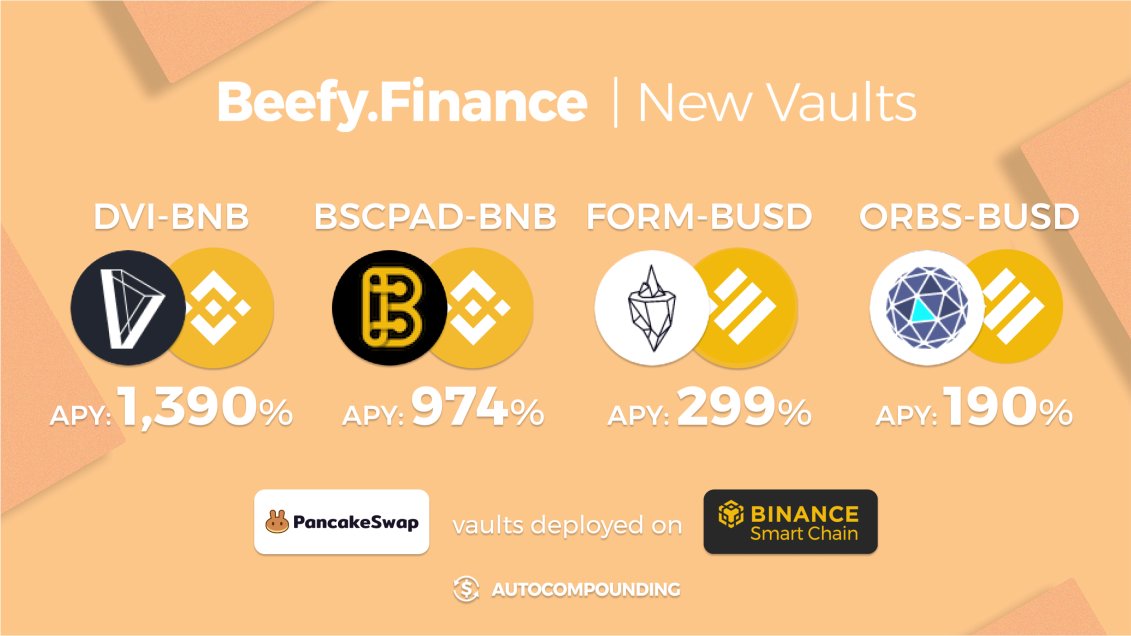 Beefy.Finance | New Vaults
DVI-BNB BSCPAD-BNB FORM-BUSD ORBS-BUSD
APY: 1,390% APY: 974% APY: 299% APY: 190%
PancakeSwap vaults deployed on BINANCE
Smart Chain
AUTOCOMPOUNDING